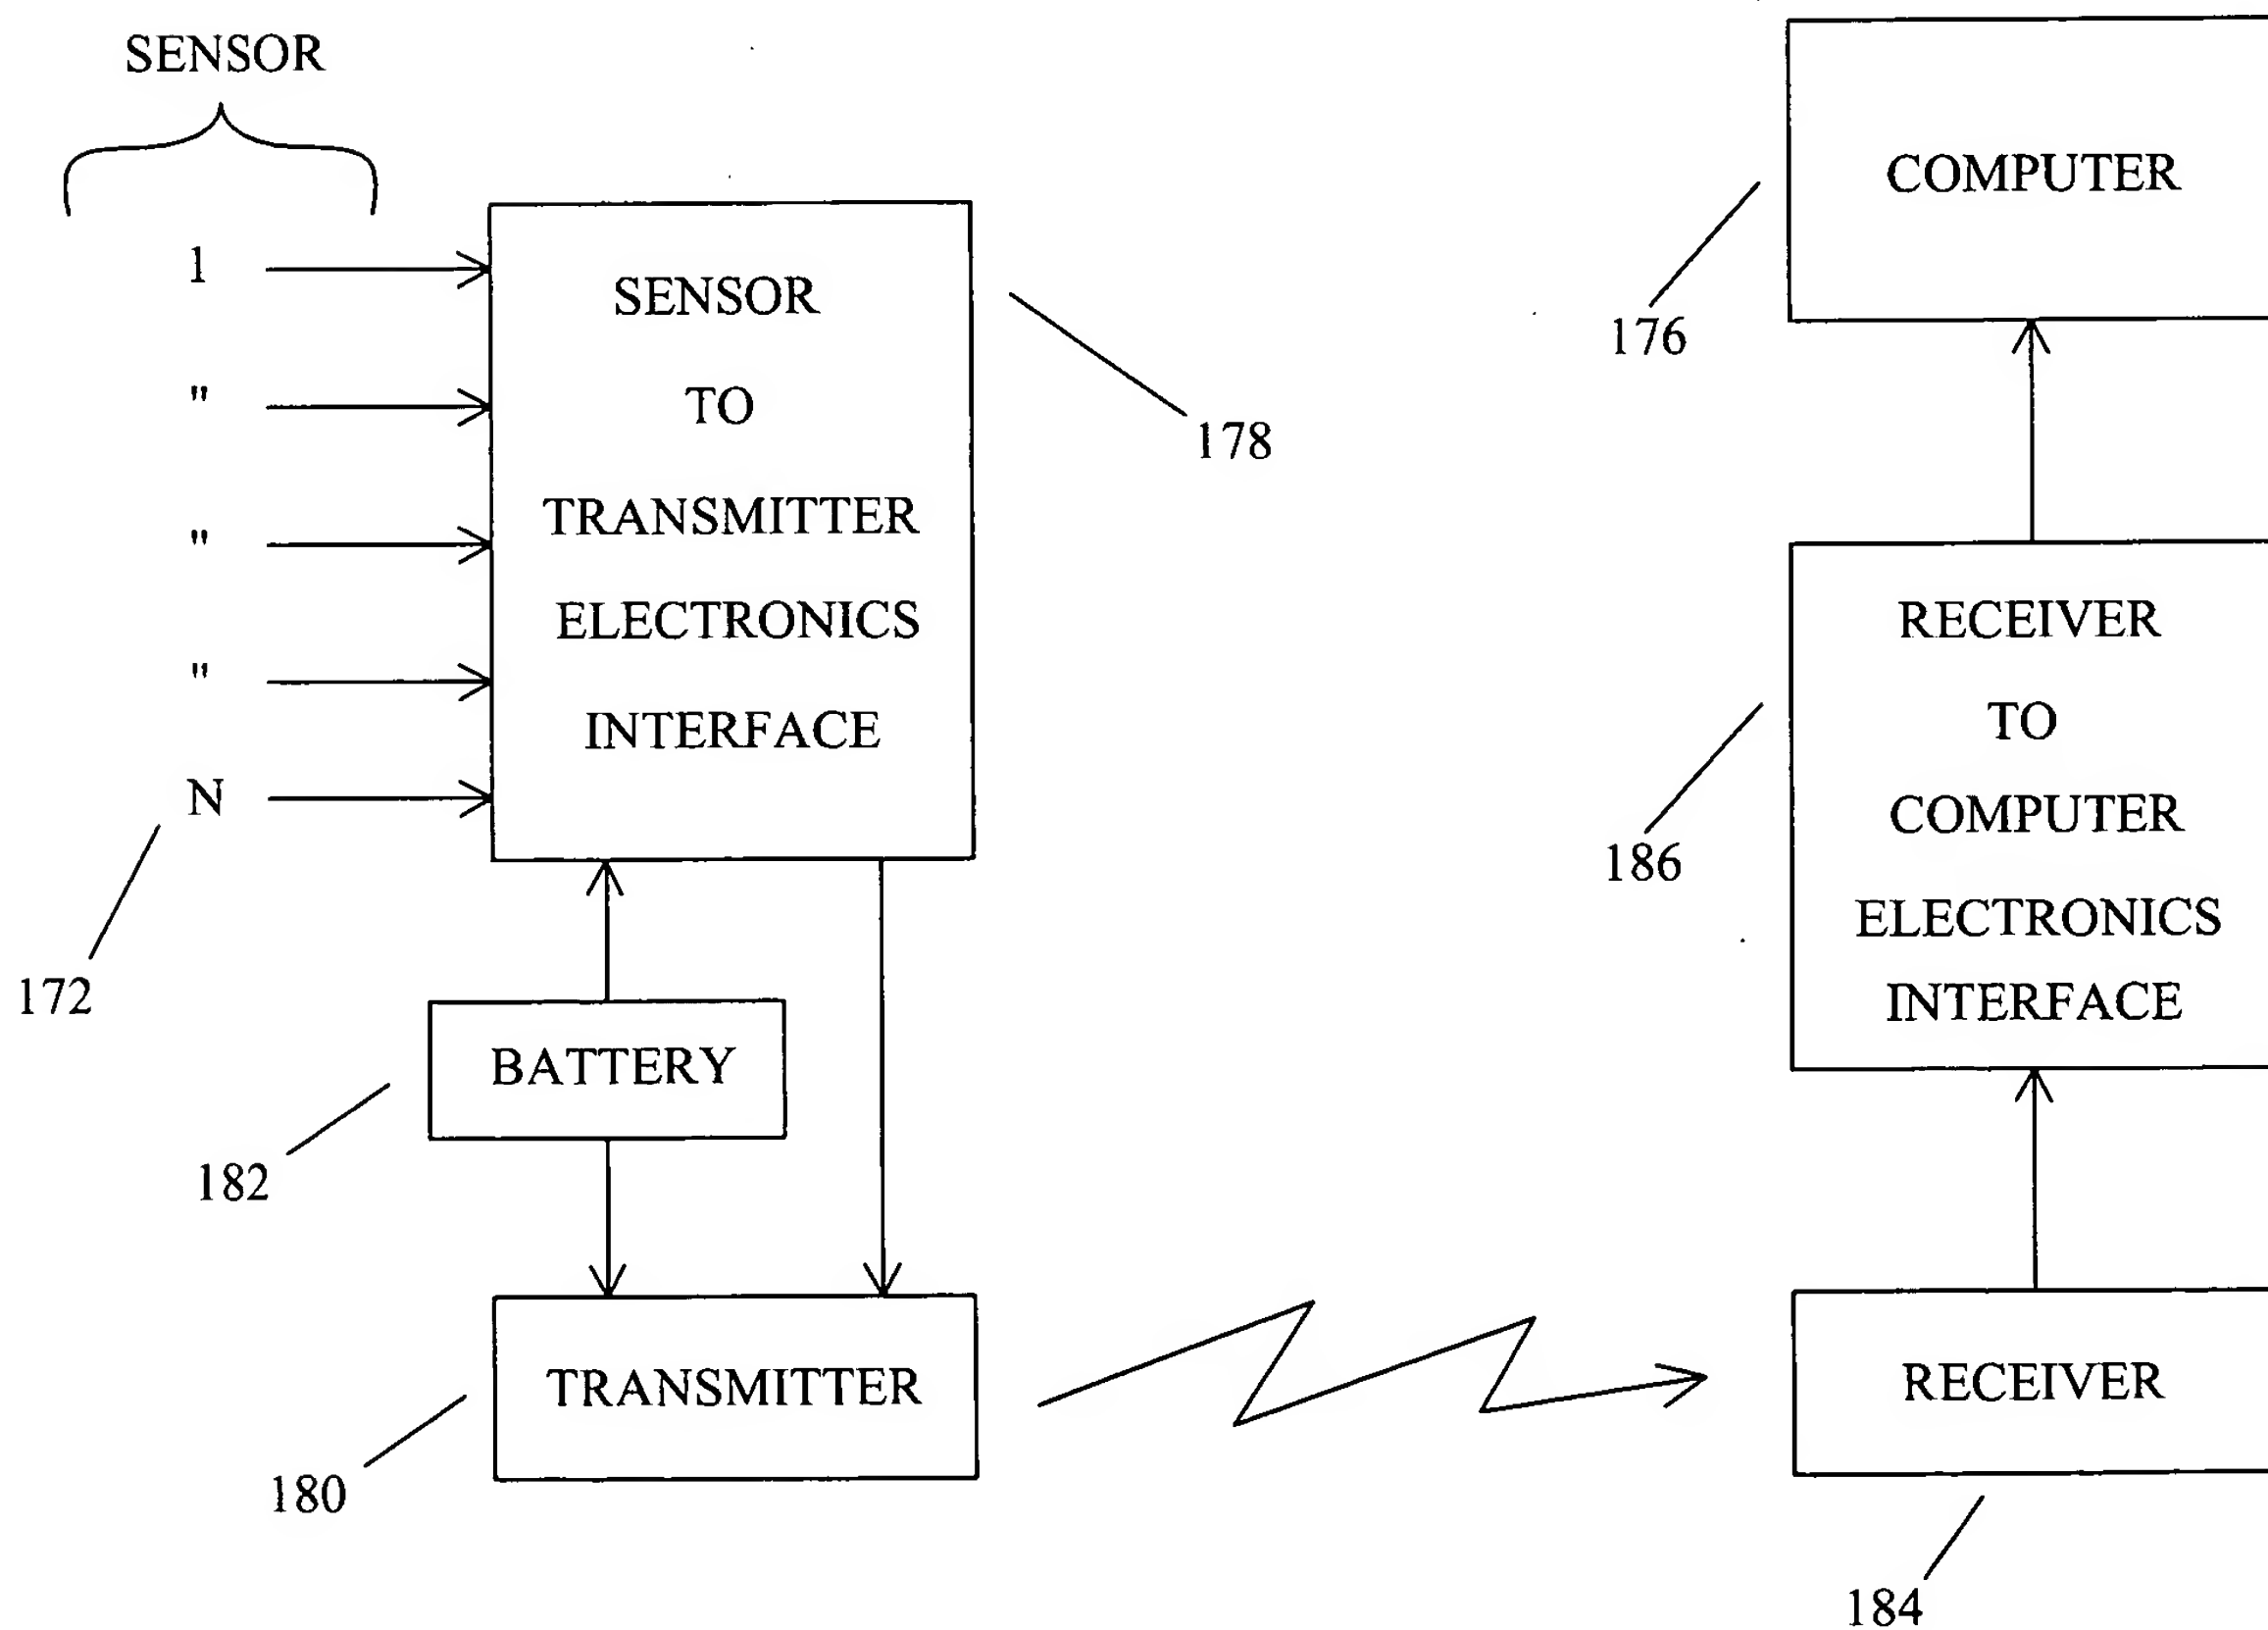 SENSOR
1
"
"
"
N
172
SENSOR
TO
TRANSMITTER
ELECTRONICS
INTERFACE
178
BATTERY
182
TRANSMITTER
180
COMPUTER
176
RECEIVER
TO
COMPUTER
ELECTRONICS
INTERFACE
186
RECEIVER
184